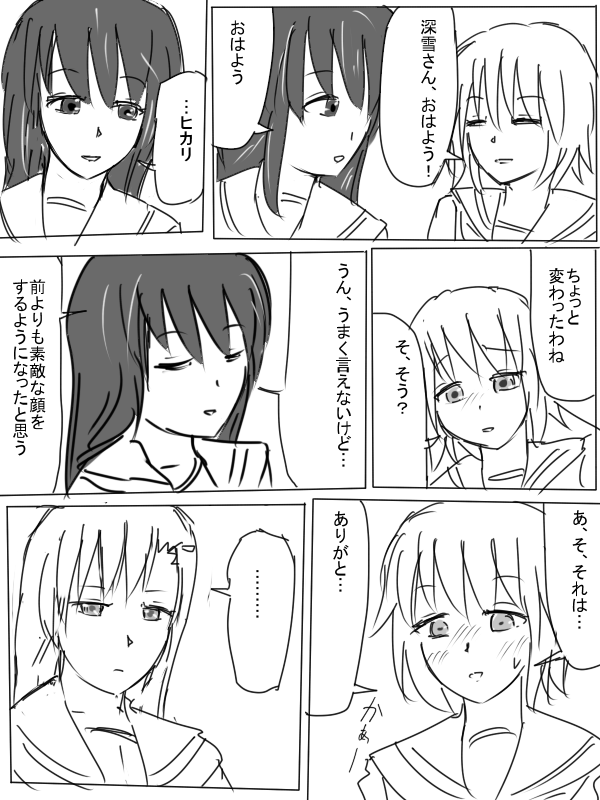 深雪さん、おはよう！
おはよう
…ヒカリ
ちょっと
変わったわね
そ、そう？
うん、うまく言えないけど…
前よりも素敵な顔を
するようになったと思う
あ、そ、それは…
ありがと…
かぁー
………